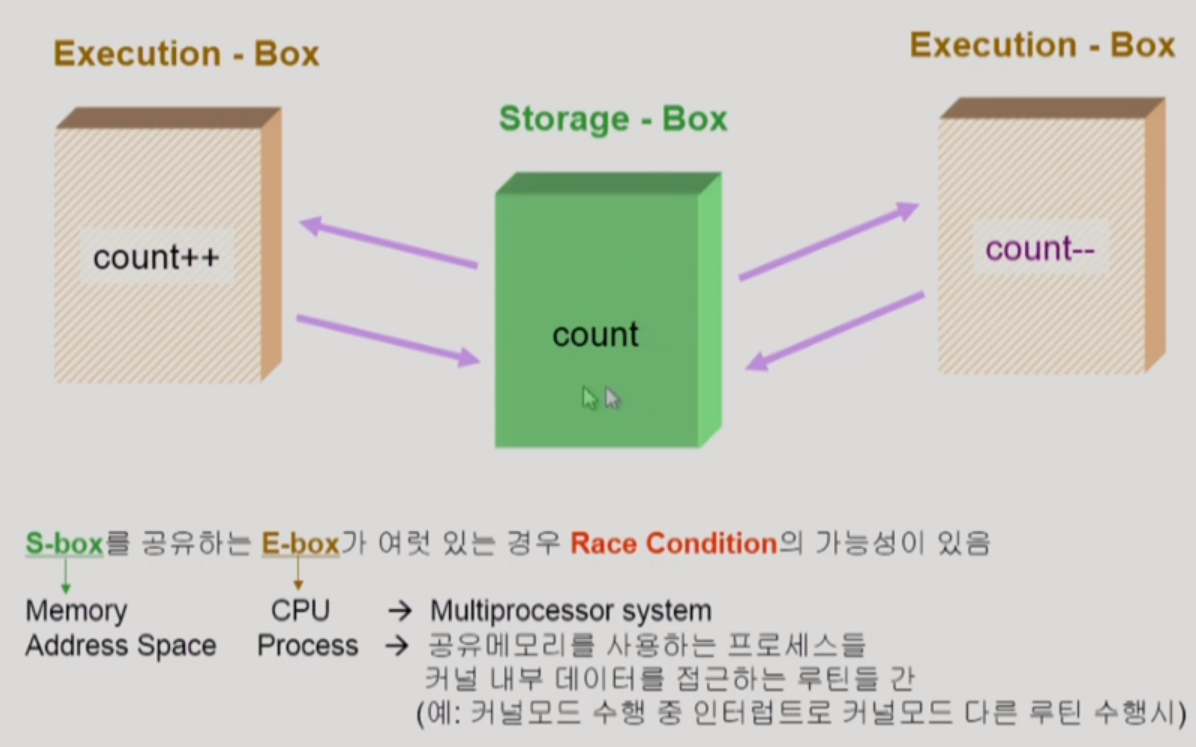 Execution - Box
Execution - Box
Storage - Box
count++
count--
count
S-box를 공유하는 E-box가 여럿 있는 경우 Race Condition의 가능성이 있음
Memory CPU → Multiprocessor system
Address Space Process → 공유메모리를 사용하는 프로세스들
커널 내부 데이터를 접근하는 루틴들 간
(예: 커널모드 수행 중 인터럽트로 커널모드 다른 루틴 수행시)